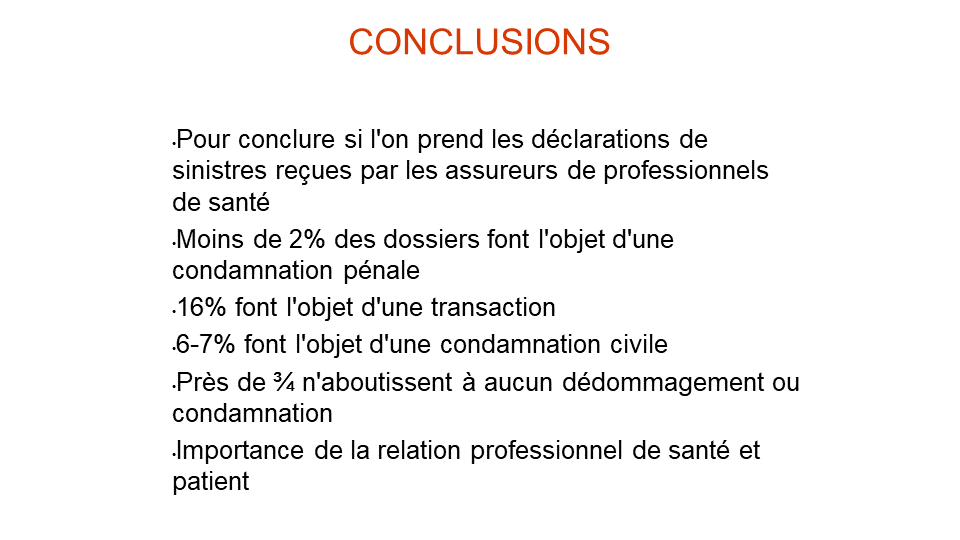 CONCLUSIONS
•Pour conclure si l'on prend les déclarations de
sinistres reçues par les assureurs de professionnels
de santé
•Moins de 2% des dossiers font l'objet d'une
condamnation pénale
•16% font l'objet d'une transaction
•6-7% font l'objet d'une condamnation civile
•Près de ¾ n'aboutissent à aucun dédommagement ou
condamnation
•Importance de la relation professionnel de santé et
patient